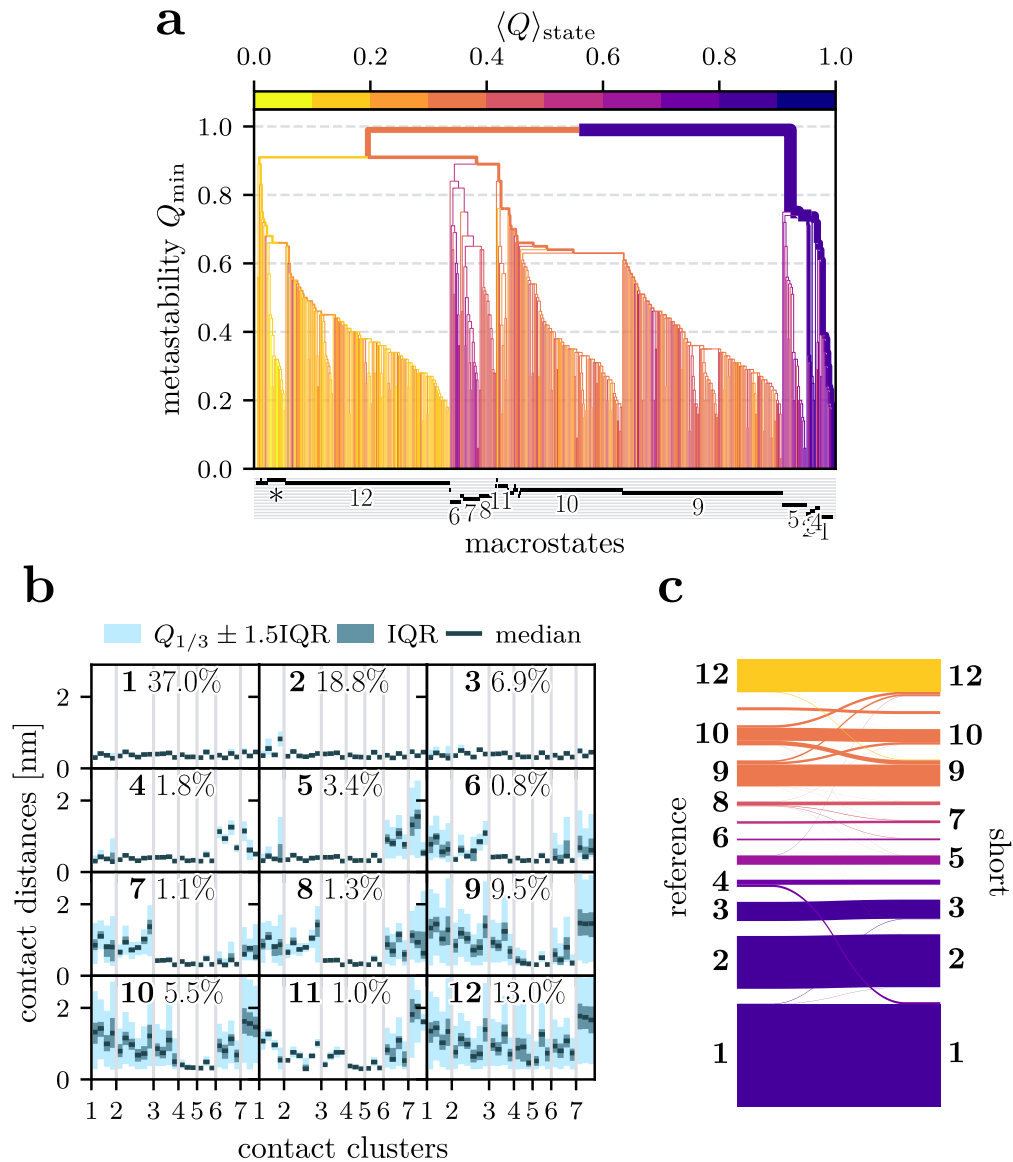 a
⟨Q⟩state
0.0 0.2 0.4 0.6 0.8 1.0
metastability Qmin
1.0
0.8
0.6
0.4
0.2
0.0
* 12 6 7 8 11 10 9 5 4 1
macrostates
b
Q1/3 ± 1.5IQR IQR median
contact distances [nm]
1 37.0% 2 18.8% 3 6.9%
2
0
4 1.8% 5 3.4% 6 0.8%
2
0
7 1.1% 8 1.3% 9 9.5%
2
0
10 5.5% 11 1.0% 12 13.0%
2
0
1 2 3 4 5 6 7 1 2 3 4 5 6 7 1 2 3 4 5 6 7
contact clusters
c
reference
12
10
9
8
6
4
3
2
1
12
10
9
7
5
3
2
1
short